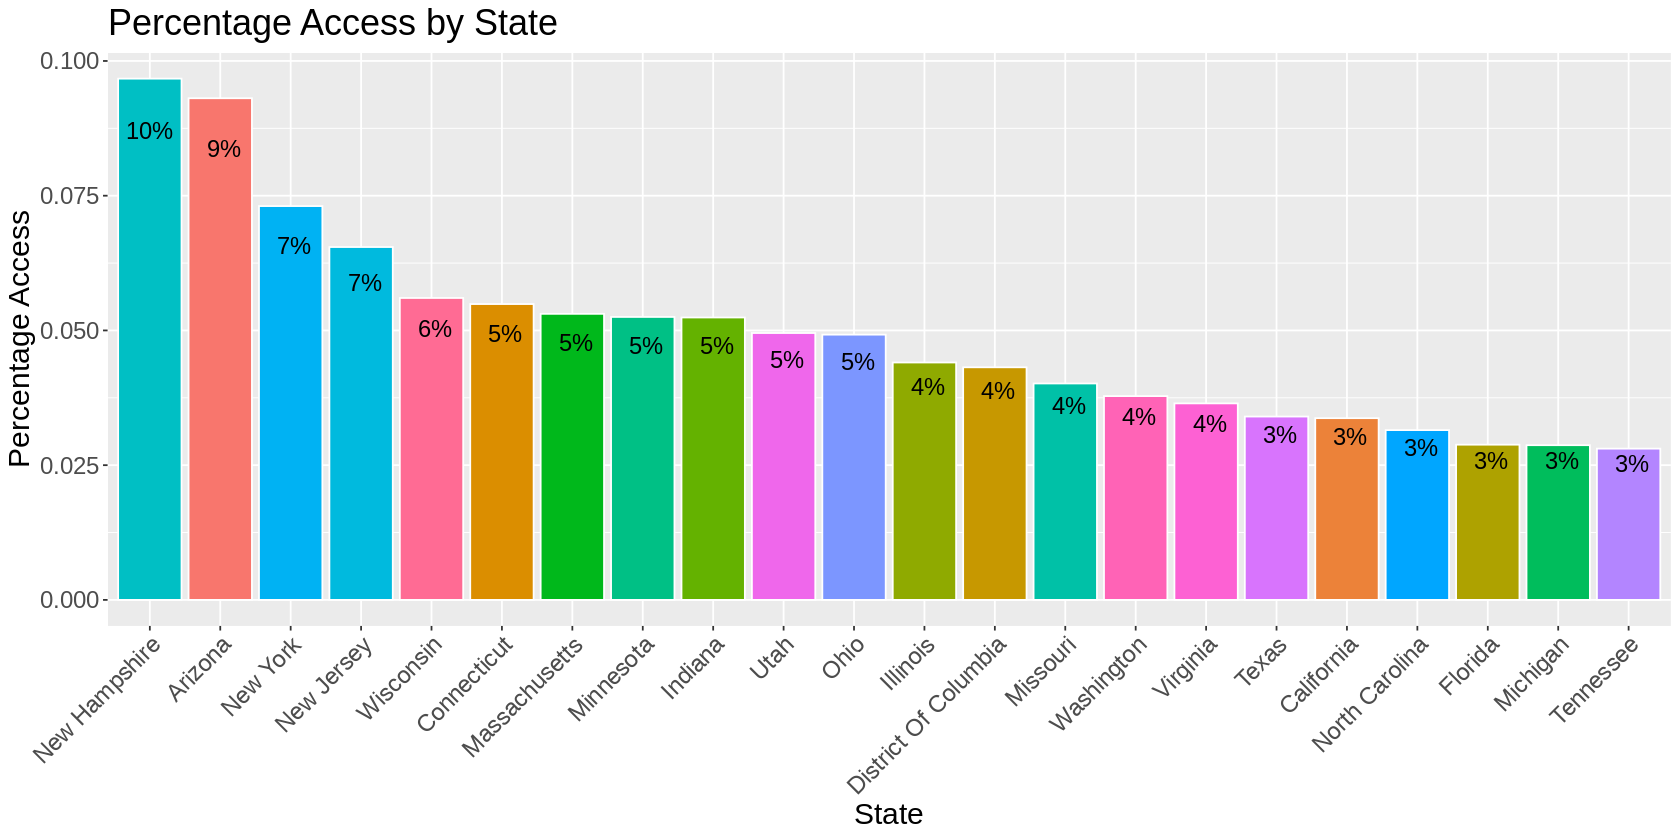 Percentage Access by State
Percentage Access
0.100
0.075
0.050
0.025
0.000
10%
9%
7%
7%
6%
5%
5%
5%
5%
5%
5%
4%
4%
4%
4%
4%
3%
3%
3%
3%
3%
3%
New Hampshire
Arizona
New York
New Jersey
Wisconsin
Connecticut
Massachusetts
Minnesota
Indiana
Utah
Ohio
Illinois
District Of Columbia
Missouri
Washington
Virginia
Texas
California
North Carolina
Florida
Michigan
Tennessee
State